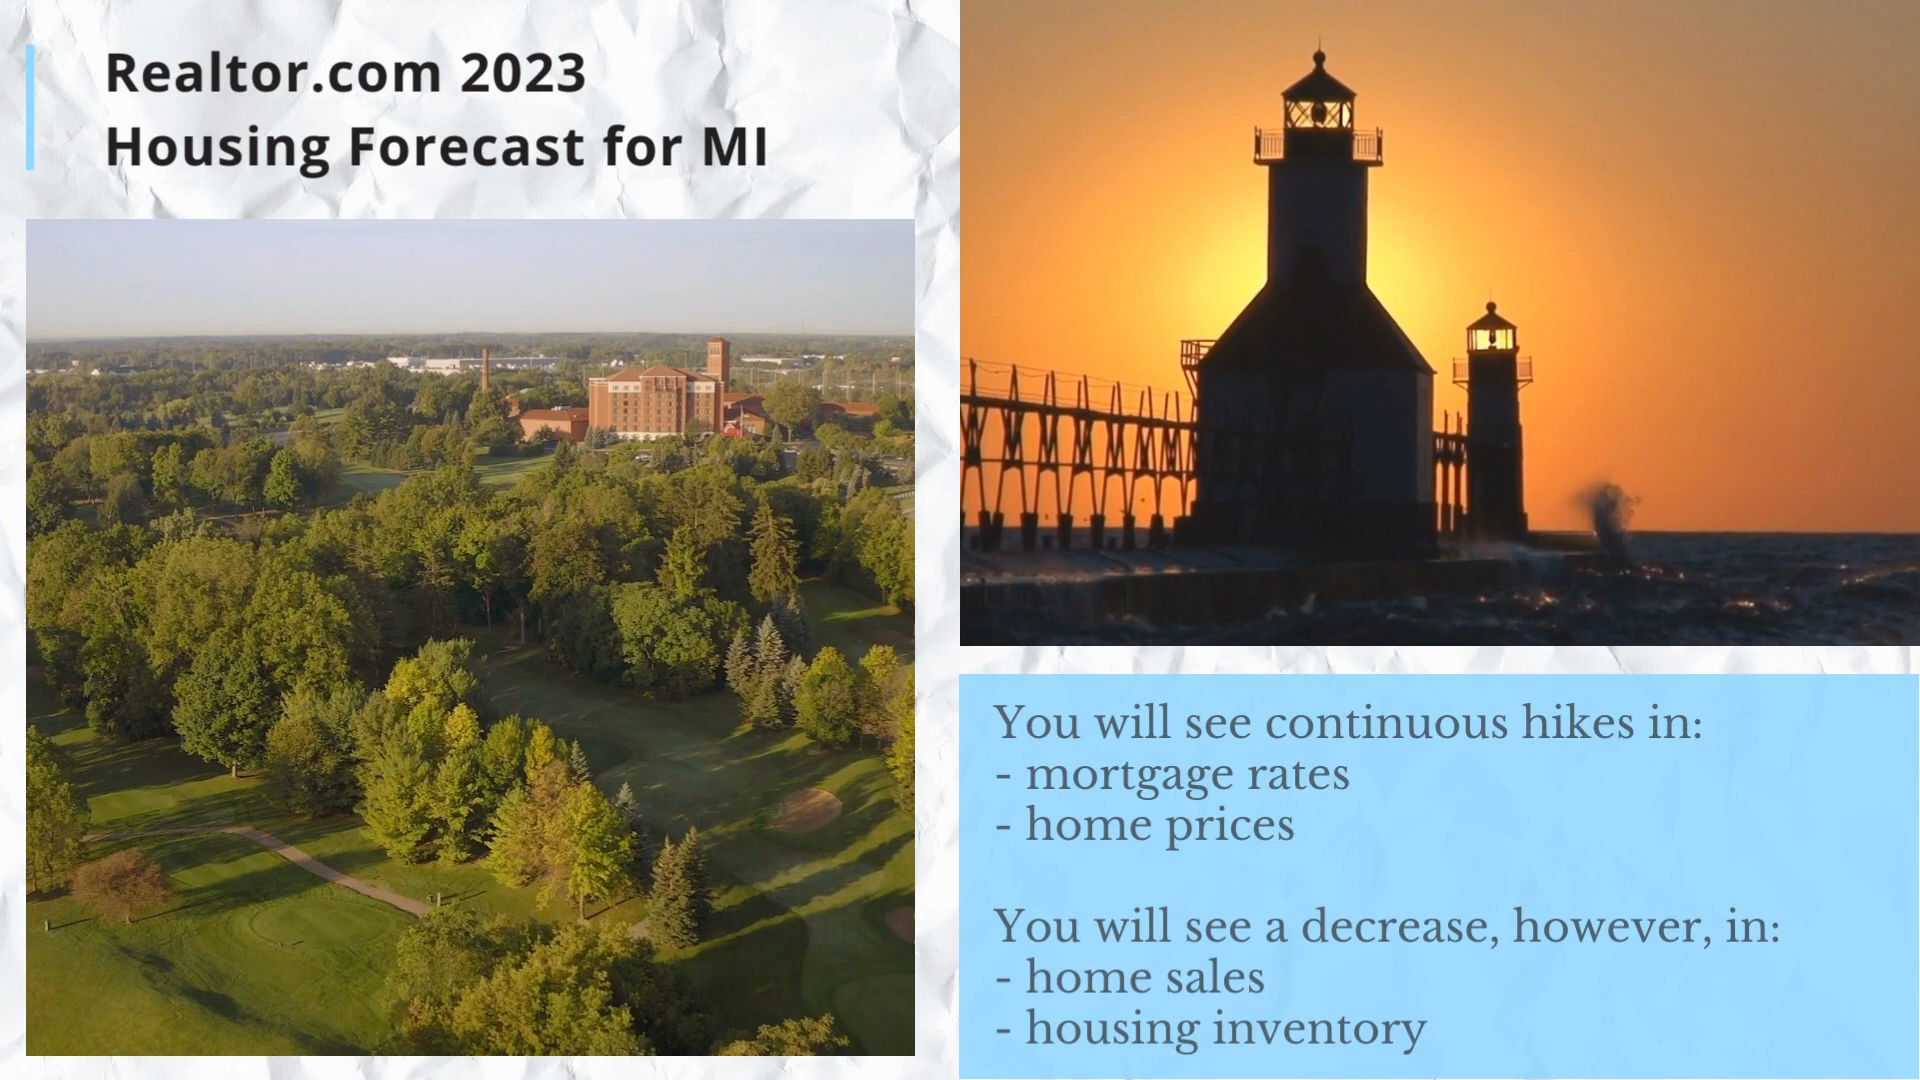 Realtor.com 2023
Housing Forecast for MI
You will see continuous hikes in:
- mortgage rates
- home prices
You will see a decrease, however, in:
- home sales
- housing inventory